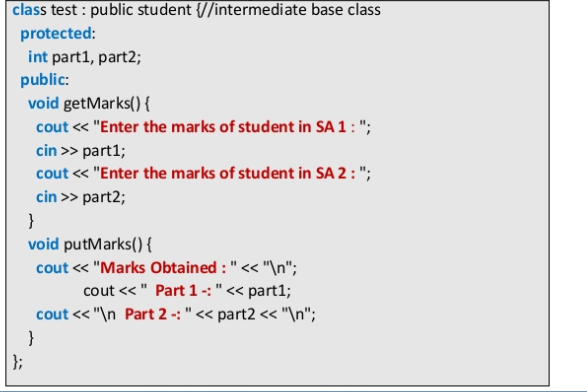 class test : public student {//intermediate base class
protected:
int part1, part2;
public:
void getMarks() {
cout << "Enter the marks of student in SA 1 : ";
cin >> part1;
cout << "Enter the marks of student in SA 2 : ";
cin >> part2;
}
void putMarks() {
cout << "Marks Obtained : " << "\n";
cout << "  Part 1 -: " << part1;
cout << "\n  Part 2 -: " << part2 << "\n";
}
};